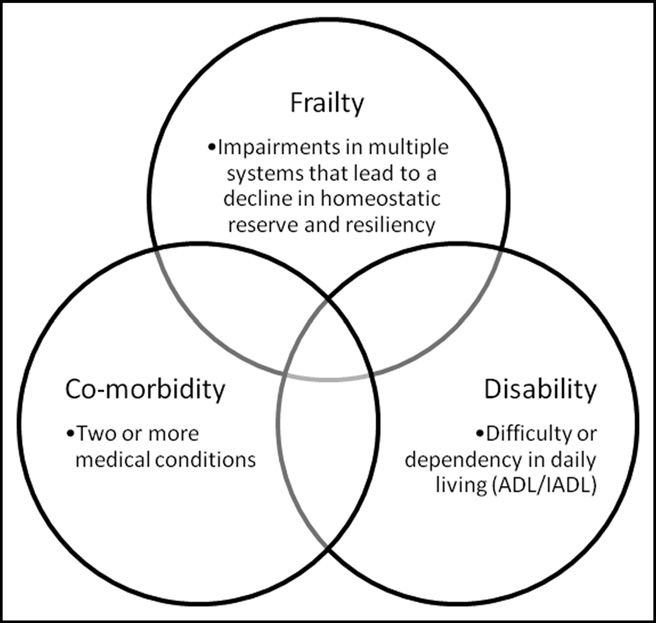 Frailty
•Impairments in multiple
systems that lead to a
decline in homeostatic
reserve and resiliency
Co-morbidity
•Two or more
medical conditions
Disability
•Difficulty or
dependency in daily
living (ADL/IADL)